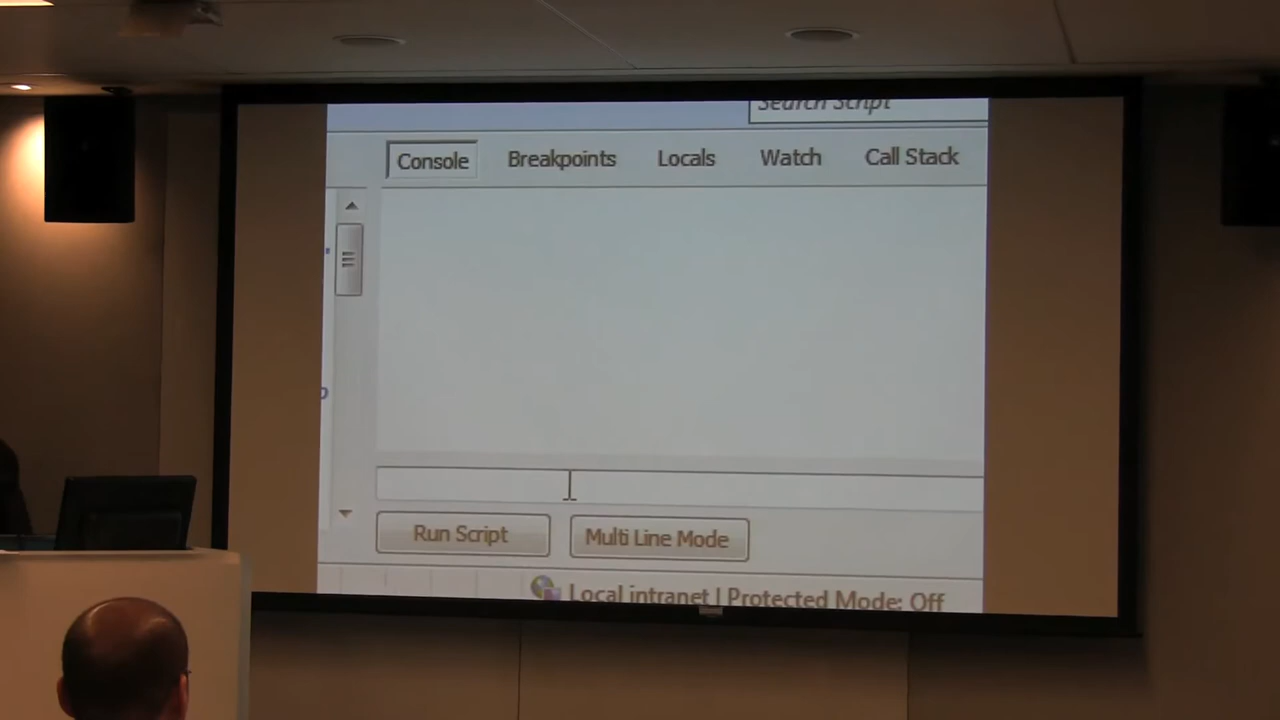 Search Script
Console Breakpoints Locals Watch Call Stack
Run Script Multi Line Mode
Local intranet | Protected Mode: Off